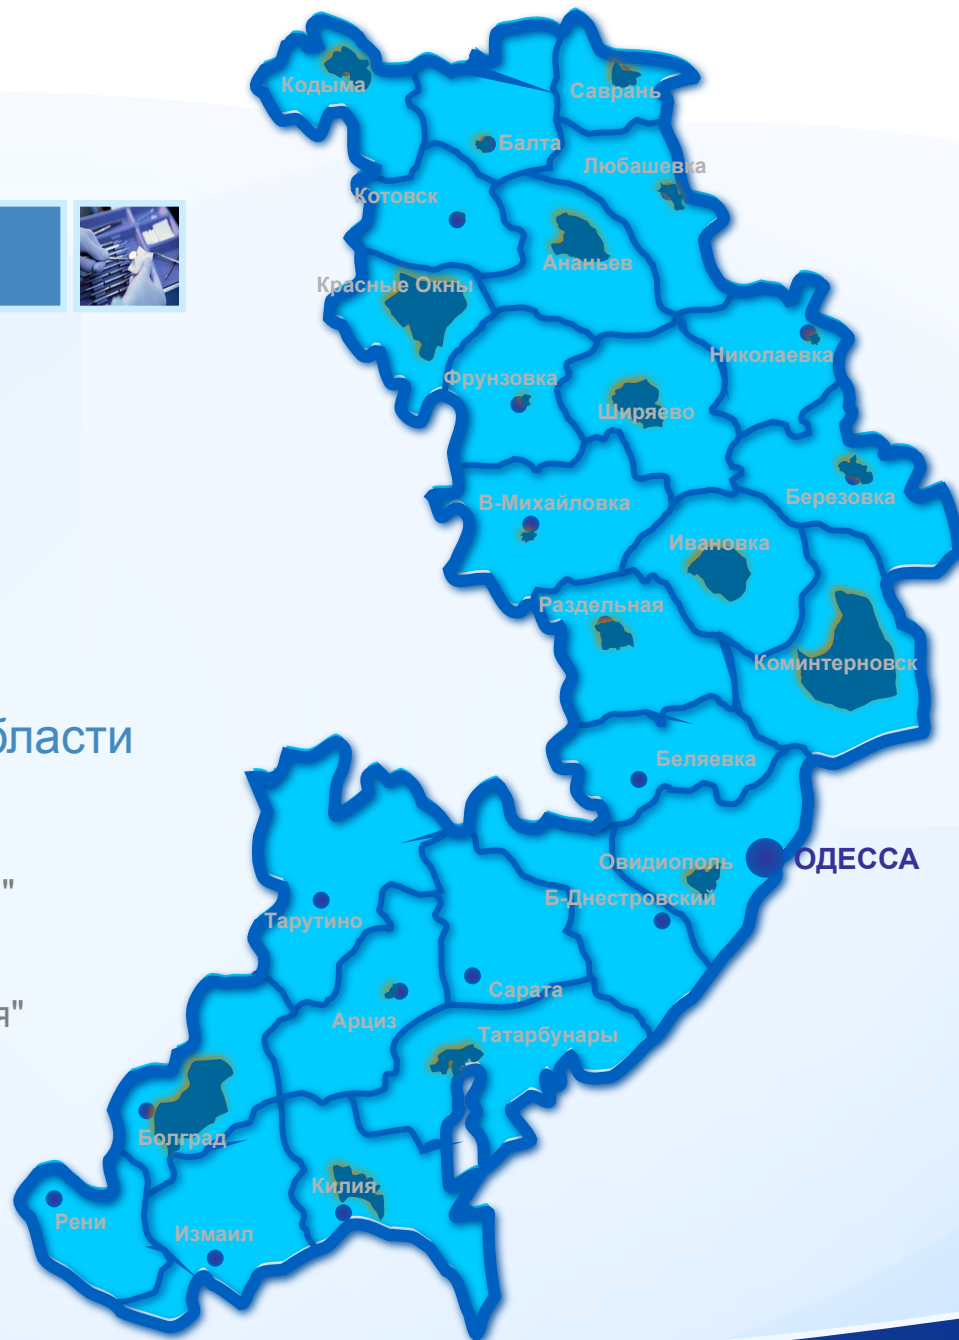 Кодыма
Саврань
Балта
Любашевка
Котовск
Ананьев
Красные Окны
Николаевка
Фрунзовка
Ширяево
Березовка
В-Михайловка
Ивановка
Раздельная
Коминтерновск
бласти
Беляевка
ОДЕССА
Овидиополь
"
Б-Днестровский
Тарутино
Сарата
я"
Арциз
Татарбунары
Болград
Килия
Рени
Измаил